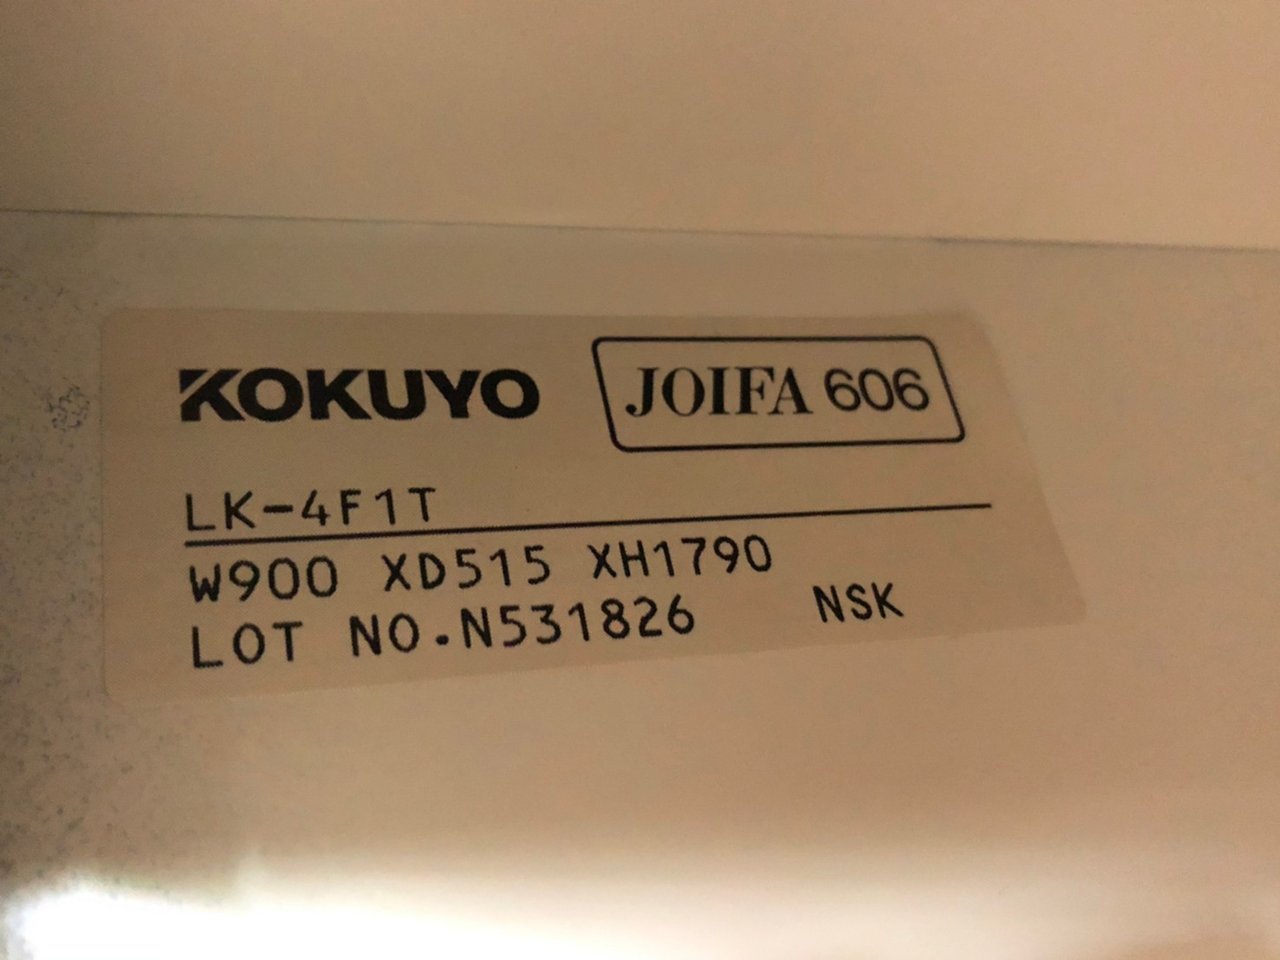 KOKUYO JOIFA 606
LK-4F1T
W900 XD515 XH1790
LOT NO.N531826 NSK